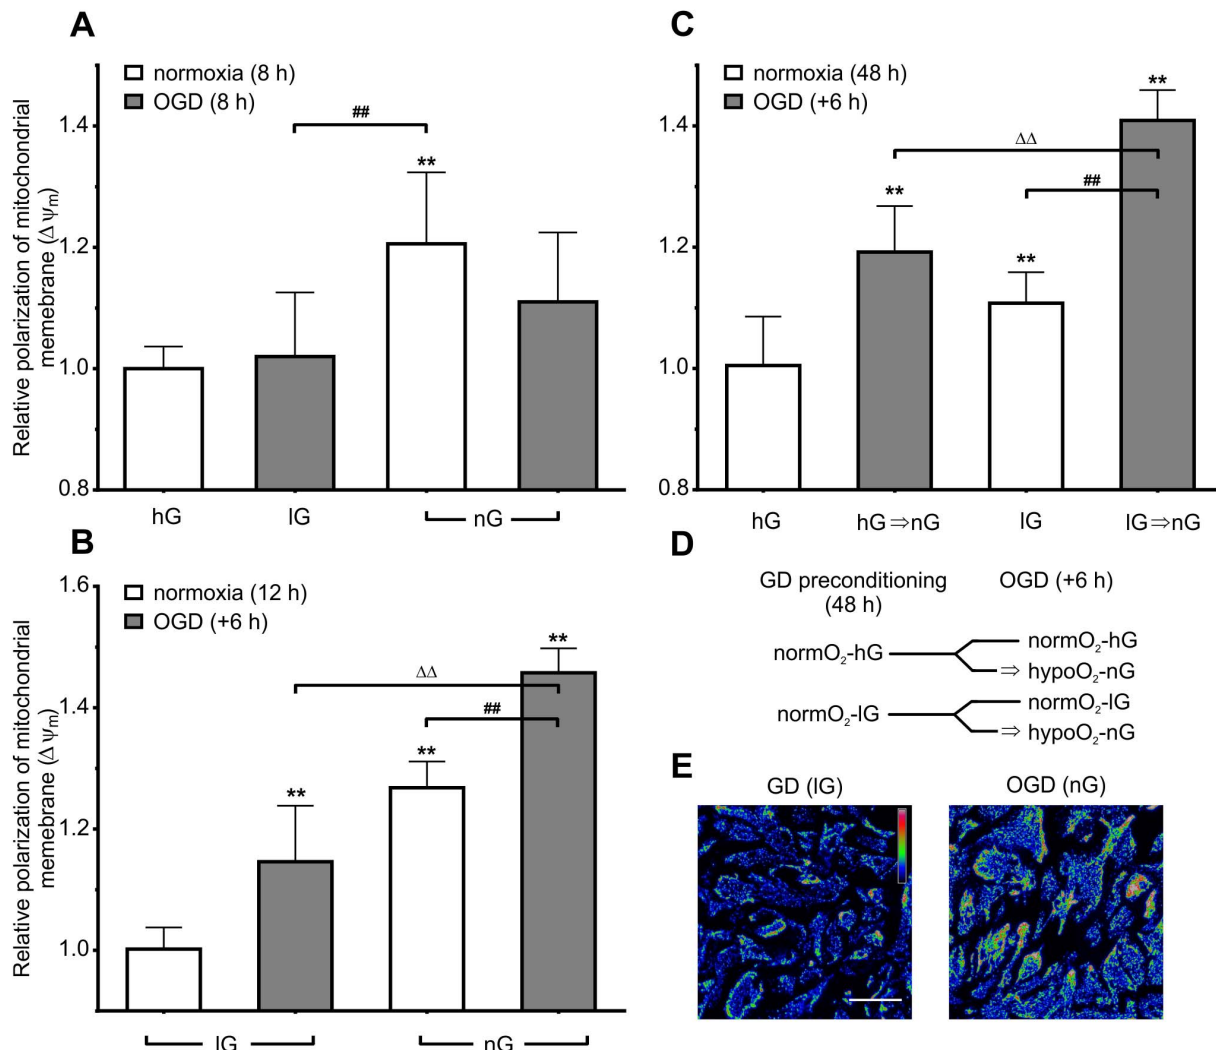 A
normoxia (8 h)
OGD (8 h)
##
**
1.4
1.2
1.0
0.8
Relative polarization of mitochondrial
memebrane (Δ ψm)
hG
lG
nG
B
normoxia (12 h)
OGD (+6 h)
ΔΔ
##
**
**
**
1.6
1.4
1.2
1.0
Relative polarization of mitochondrial
memebrane (Δ ψm)
lG
nG
C
normoxia (48 h)
OGD (+6 h)
ΔΔ
##
**
**
**
1.4
1.2
1.0
0.8
hG
hG⇒nG
lG
lG⇒nG
D
GD preconditioning
(48 h)
OGD (+6 h)
normO2-hG
normO2-hG
⇒ hypoO2-nG
normO2-lG
normO2-lG
⇒ hypoO2-nG
E
GD (lG)
OGD (nG)